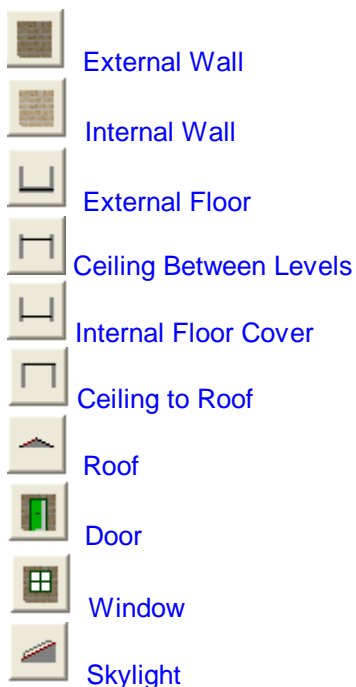 External Wall
Internal Wall
External Floor
Ceiling Between Levels
Internal Floor Cover
Ceiling to Roof
Roof
Door
Window
Skylight